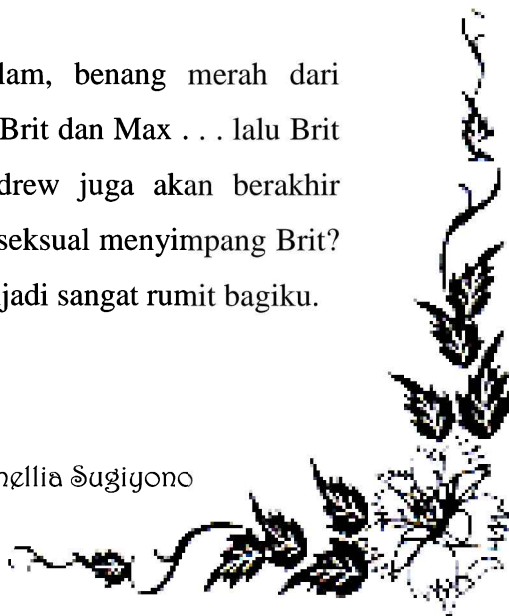 lam, benang merah dari
Brit dan Max . . . lalu Brit
drew juga akan berakhir
seksual menyimpang Brit?
jadi sangat rumit bagiku.
nellia Sugiyono